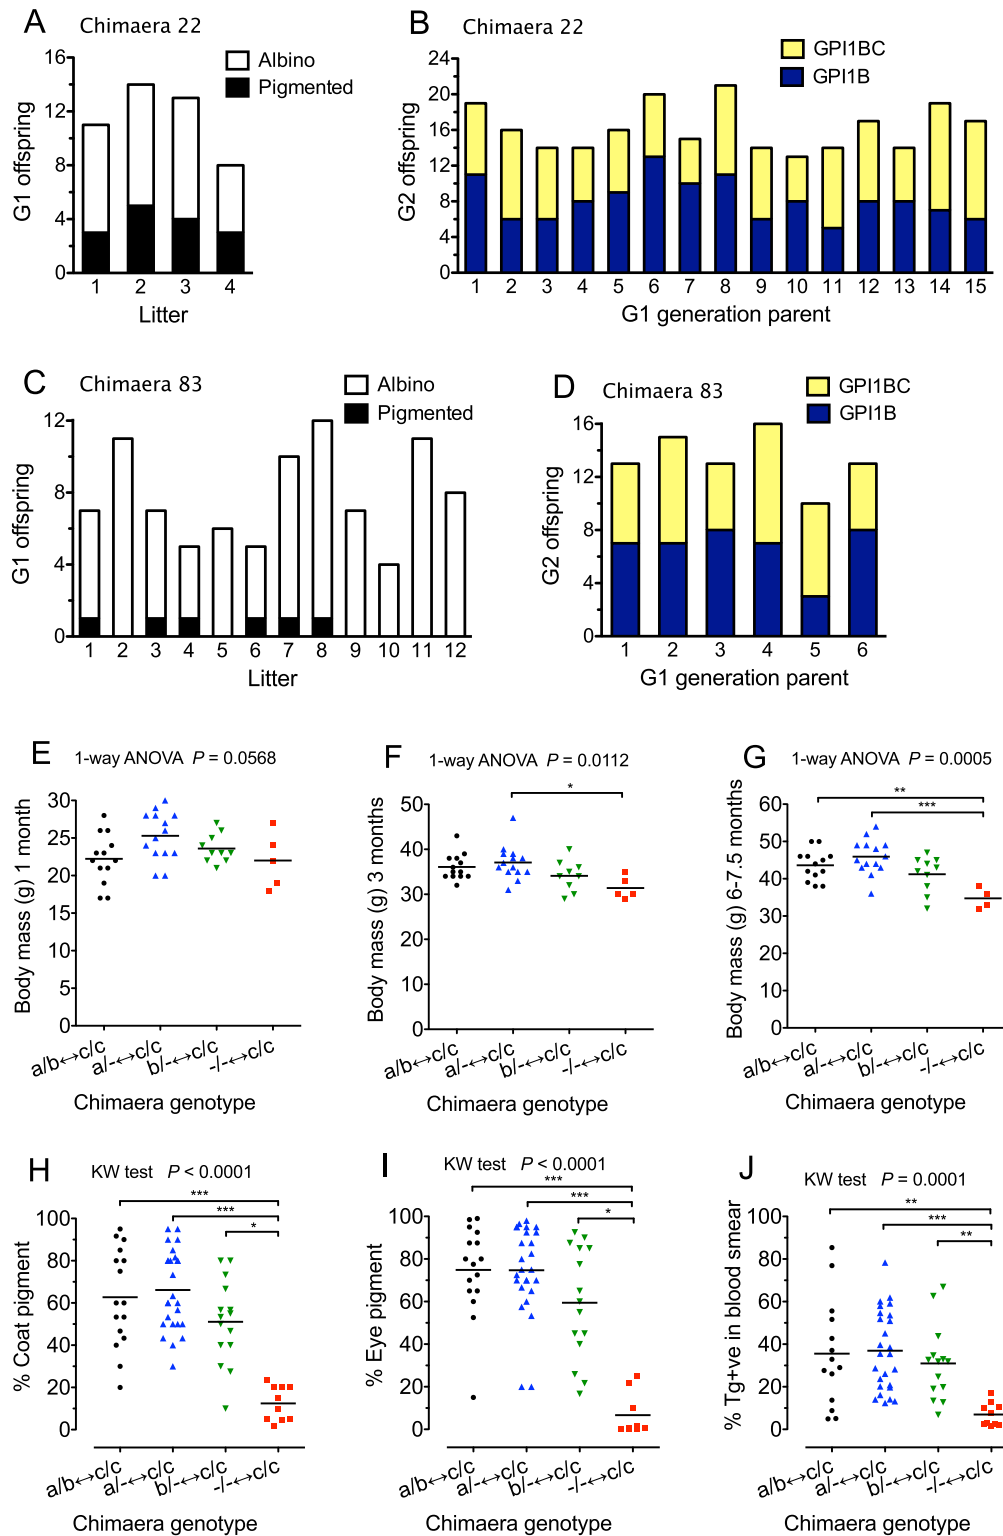 A Chimaera 22
Albino
Pigmented
G1 offspring
16
12
8
4
0
1 2 3 4
Litter
B Chimaera 22
GPI1BC
GPI1B
G2 offspring
24
20
16
12
8
4
0
1 2 3 4 5 6 7 8 9 10 11 12 13 14 15
G1 generation parent
C Chimaera 83
Albino
Pigmented
G1 offspring
12
8
4
0
1 2 3 4 5 6 7 8 9 10 11 12
Litter
D Chimaera 83
GPI1BC
GPI1B
G2 offspring
16
12
8
4
0
1 2 3 4 5 6
G1 generation parent
E 1-way ANOVA P = 0.0568
Body mass (g) 1 month
30
25
20
15
10
5
0
a/b↔c/c a/-↔c/c b/-↔c/c -/-↔c/c
Chimaera genotype
F 1-way ANOVA P = 0.0112
*
Body mass (g) 3 months
50
40
30
20
10
0
a/b↔c/c a/-↔c/c b/-↔c/c -/-↔c/c
Chimaera genotype
G 1-way ANOVA P = 0.0005
**
***
Body mass (g) 6-7.5 months
60
50
40
30
20
10
0
a/b↔c/c a/-↔c/c b/-↔c/c -/-↔c/c
Chimaera genotype
H KW test P < 0.0001
***
***
*
% Coat pigment
100
80
60
40
20
0
a/b↔c/c a/-↔c/c b/-↔c/c -/-↔c/c
Chimaera genotype
I KW test P < 0.0001
***
***
*
% Eye pigment
100
80
60
40
20
0
a/b↔c/c a/-↔c/c b/-↔c/c -/-↔c/c
Chimaera genotype
J KW test P = 0.0001
**
***
**
% Tg+ve in blood smear
100
80
60
40
20
0
a/b↔c/c a/-↔c/c b/-↔c/c -/-↔c/c
Chimaera genotype